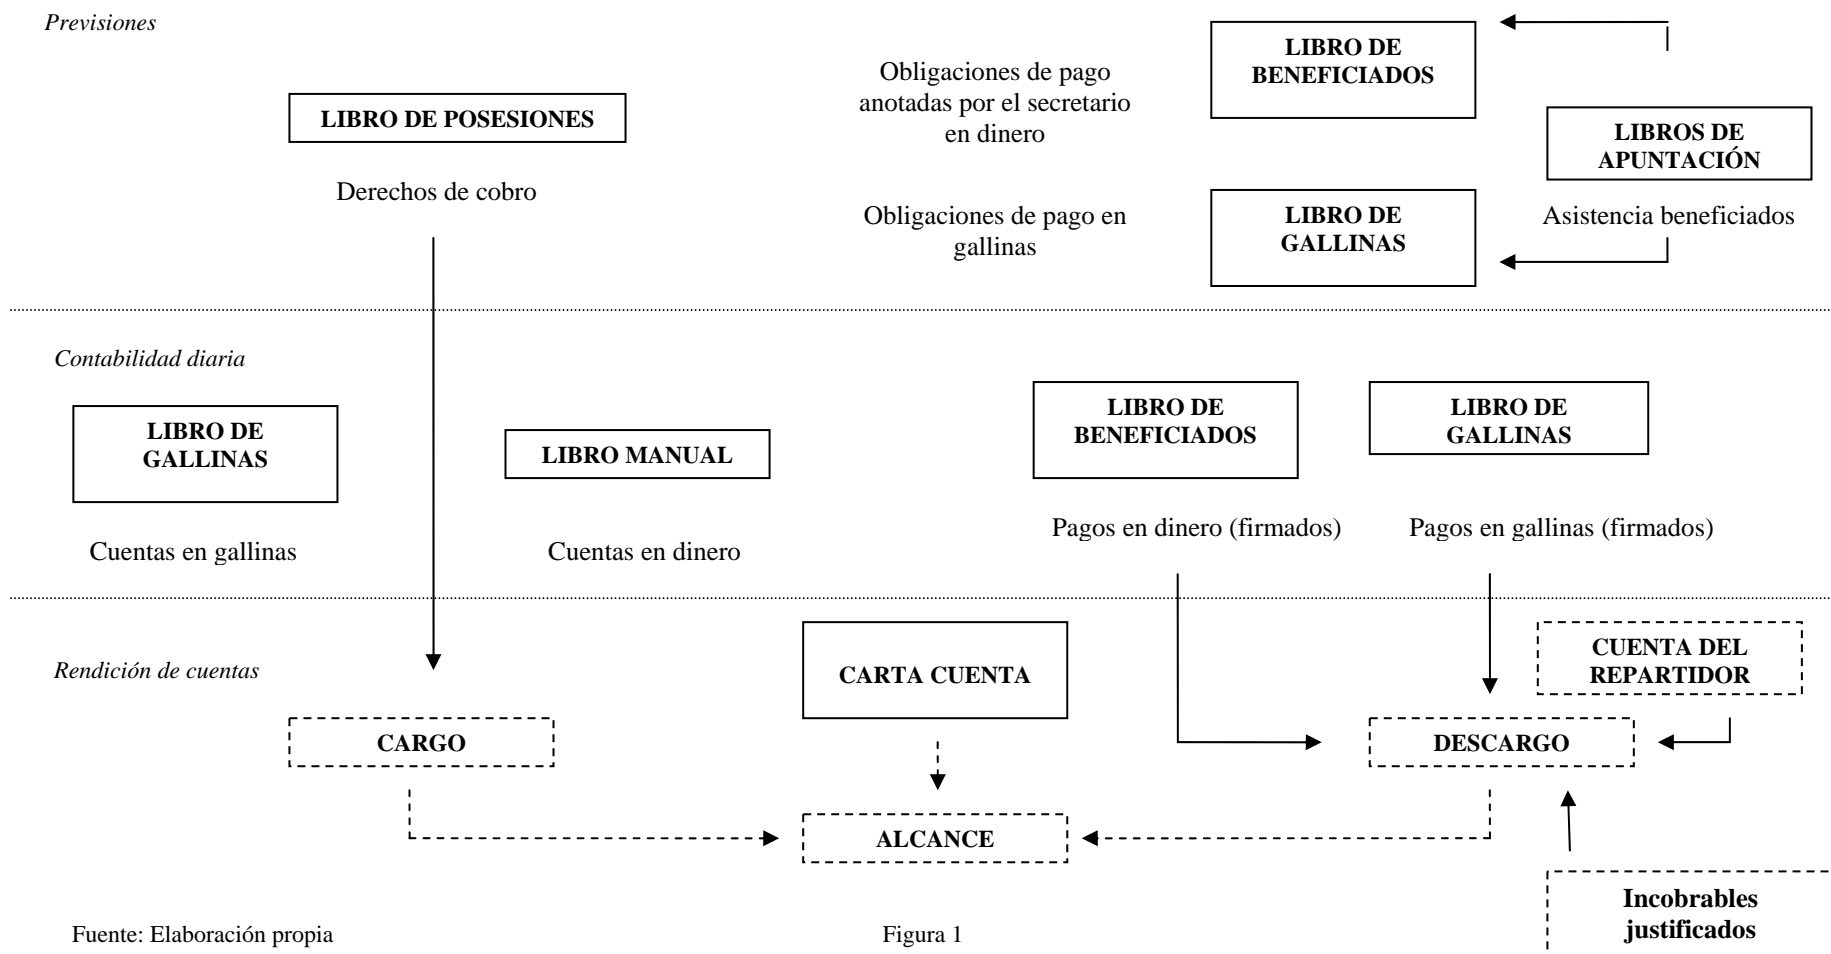 Previsiones
LIBRO DE
BENEFICIADOS
Obligaciones de pago
anotadas por el secretario
en dinero
LIBRO DE POSESIONES
LIBROS DE
APUNTACIÓN
Derechos de cobro
Obligaciones de pago en
gallinas
LIBRO DE
GALLINAS
Asistencia beneficiados
Contabilidad diaria
LIBRO DE
GALLINAS
LIBRO MANUAL
LIBRO DE
BENEFICIADOS
LIBRO DE
GALLINAS
Cuentas en gallinas
Cuentas en dinero
Pagos en dinero (firmados)
Pagos en gallinas (firmados)
Rendición de cuentas
CARTA CUENTA
CUENTA DEL
REPARTIDOR
CARGO
DESCARGO
ALCANCE
Incobrables
justificados
Fuente: Elaboración propia
Figura 1